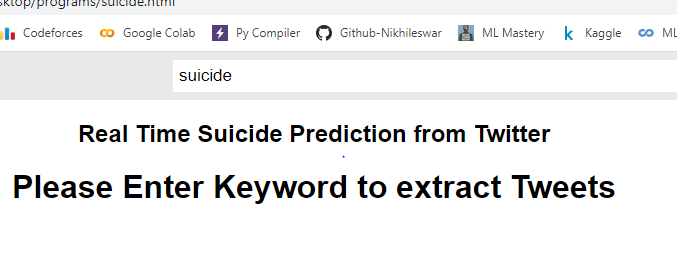 sktop/programs/suicide.html
Codeforces Google Colab Py Compiler Github-Nikhileswar ML Mastery Kaggle ML
suicide
Real Time Suicide Prediction from Twitter
Please Enter Keyword to extract Tweets